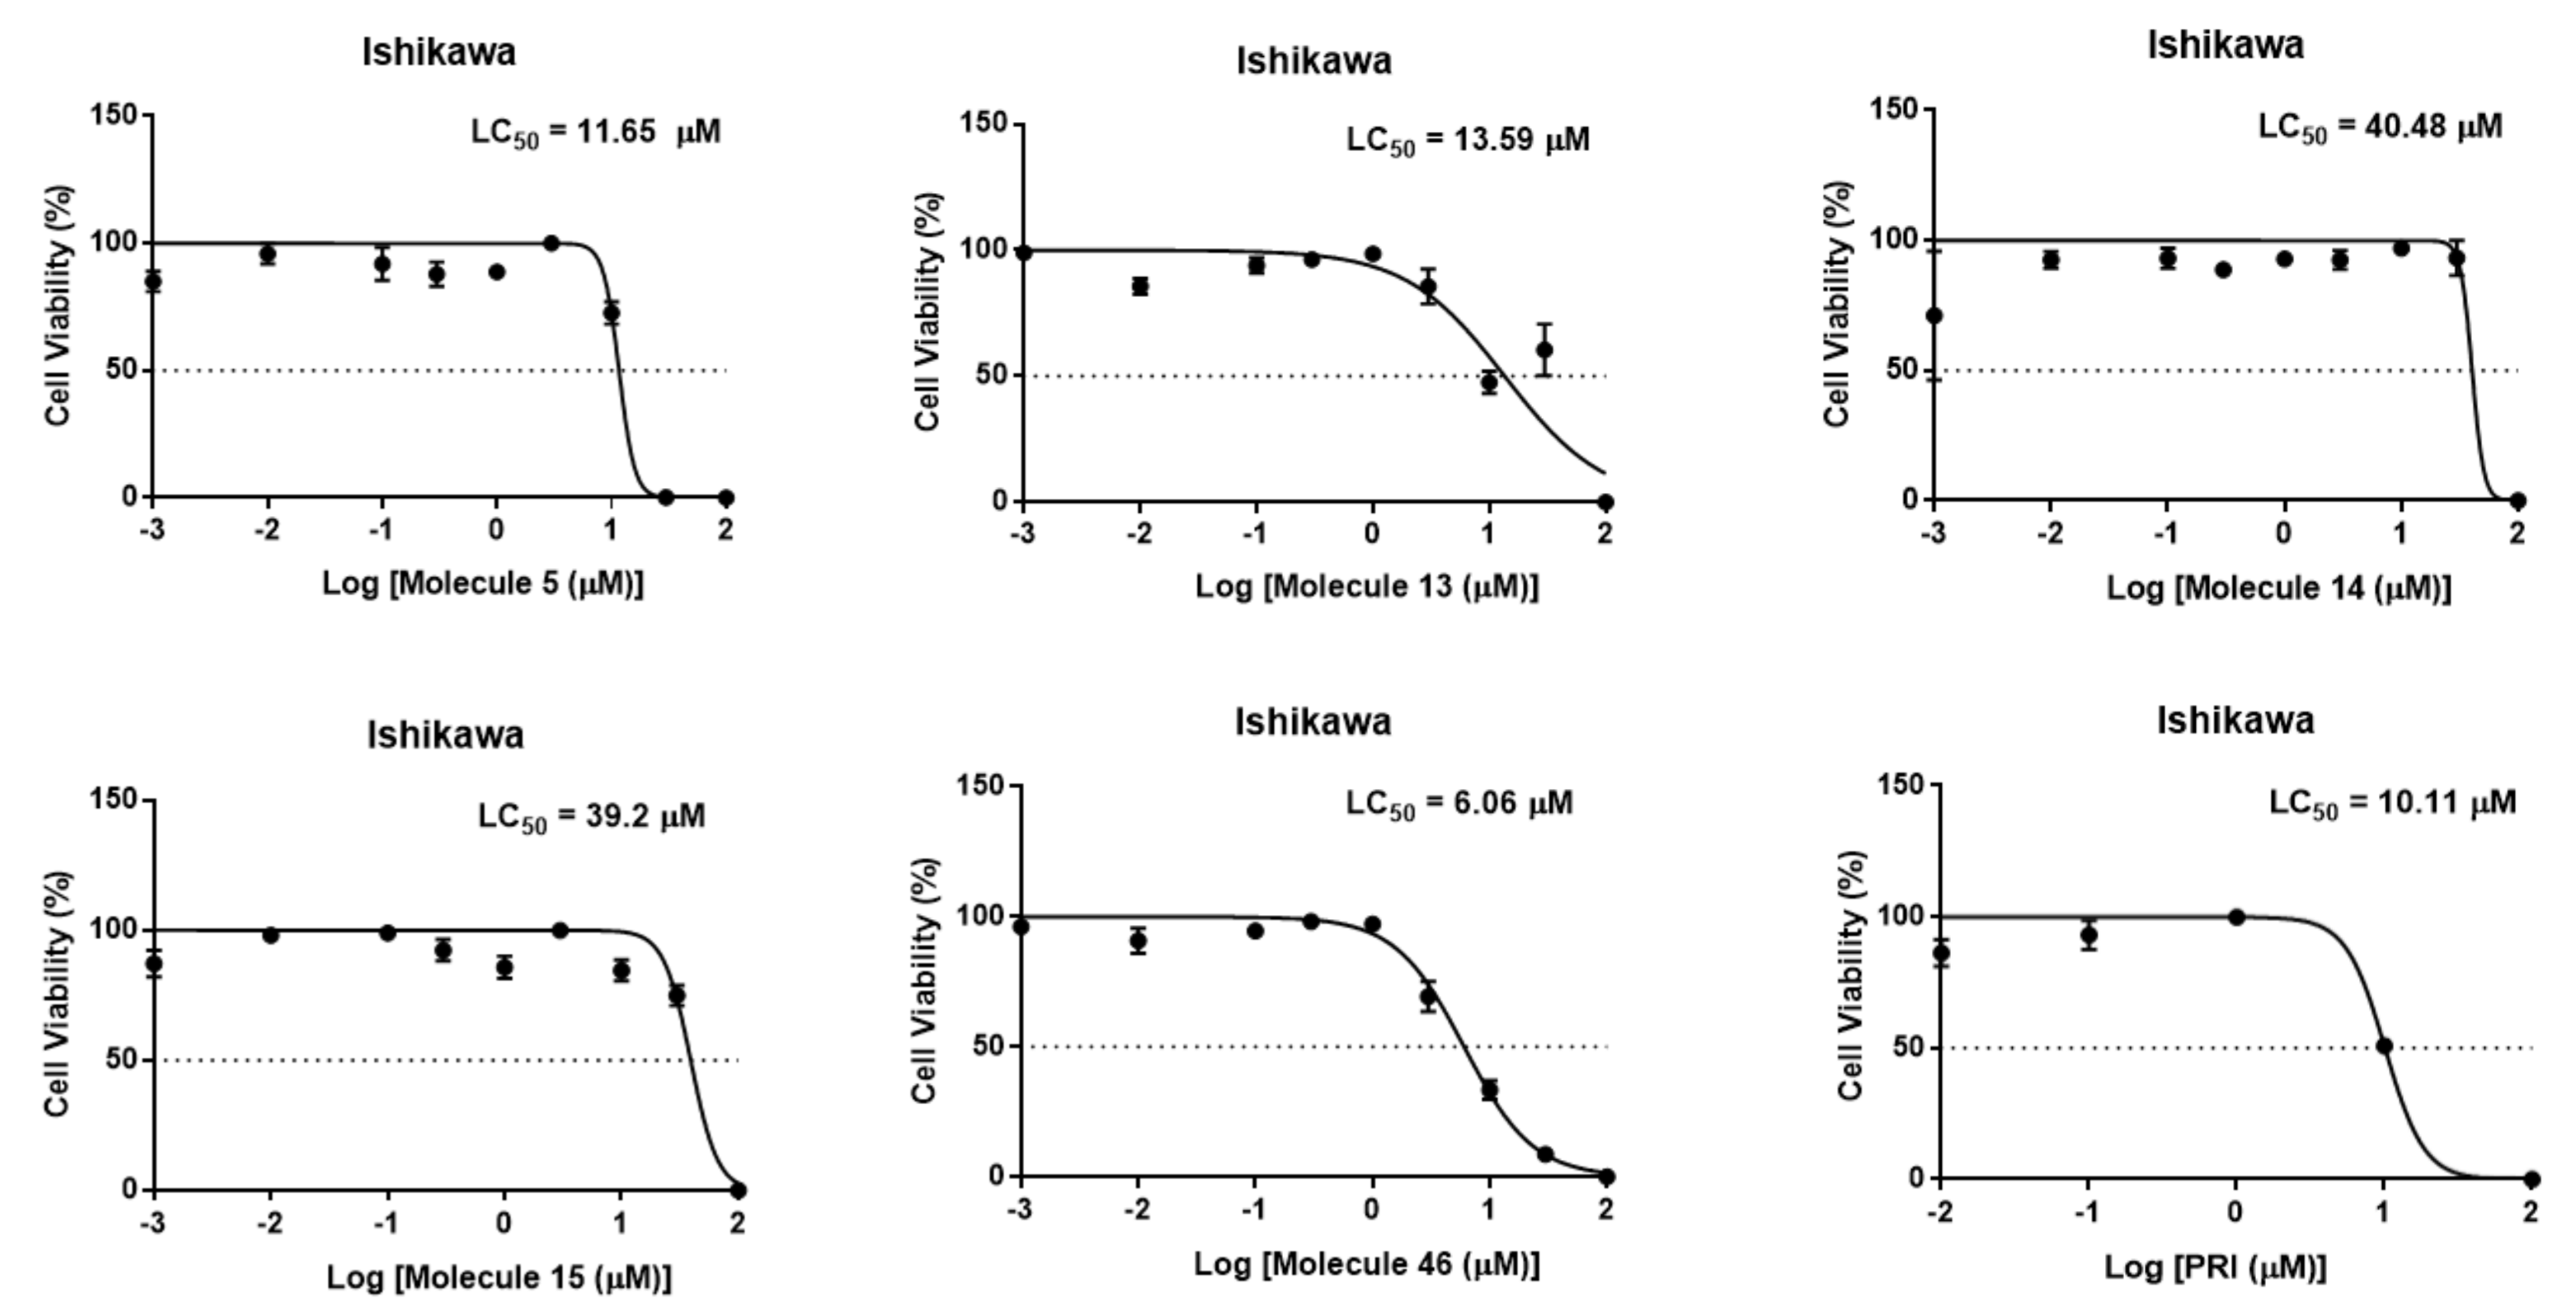 Ishikawa
LC50 = 11.65 μM
Cell Viability (%)
150
100
50
0
-3 -2 -1 0 1 2
Log [Molecule 5 (μM)]
Ishikawa
LC50 = 13.59 μM
Cell Viability (%)
150
100
50
0
-3 -2 -1 0 1 2
Log [Molecule 13 (μM)]
Ishikawa
LC50 = 40.48 μM
Cell Viability (%)
150
100
50
0
-3 -2 -1 0 1 2
Log [Molecule 14 (μM)]
Ishikawa
LC50 = 39.2 μM
Cell Viability (%)
150
100
50
0
-3 -2 -1 0 1 2
Log [Molecule 15 (μM)]
Ishikawa
LC50 = 6.06 μM
Cell Viability (%)
150
100
50
0
-3 -2 -1 0 1 2
Log [Molecule 46 (μM)]
Ishikawa
LC50 = 10.11 μM
Cell Viability (%)
150
100
50
0
-2 -1 0 1 2
Log [PRI (μM)]